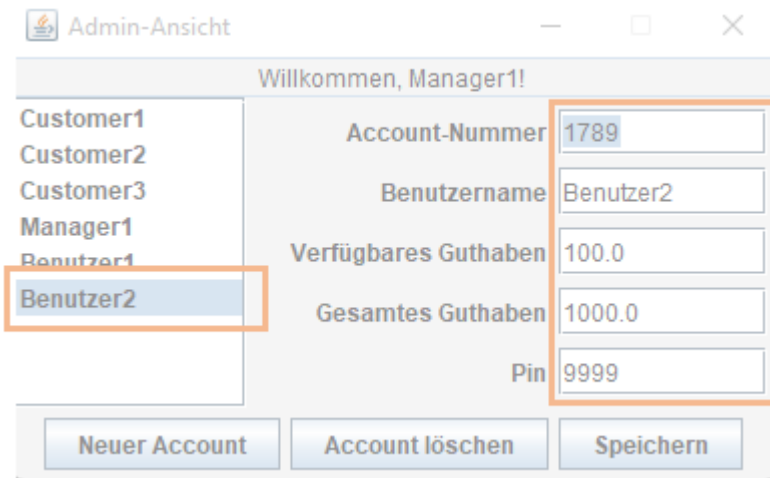 Admin-Ansicht
Willkommen, Manager1!
Customer1
Customer2
Customer3
Manager1
Benutzer1
Benutzer2
Account-Nummer 1789
Benutzername Benutzer2
Verfügbares Guthaben 100.0
Gesamtes Guthaben 1000.0
Pin 9999
Neuer Account Account löschen Speichern